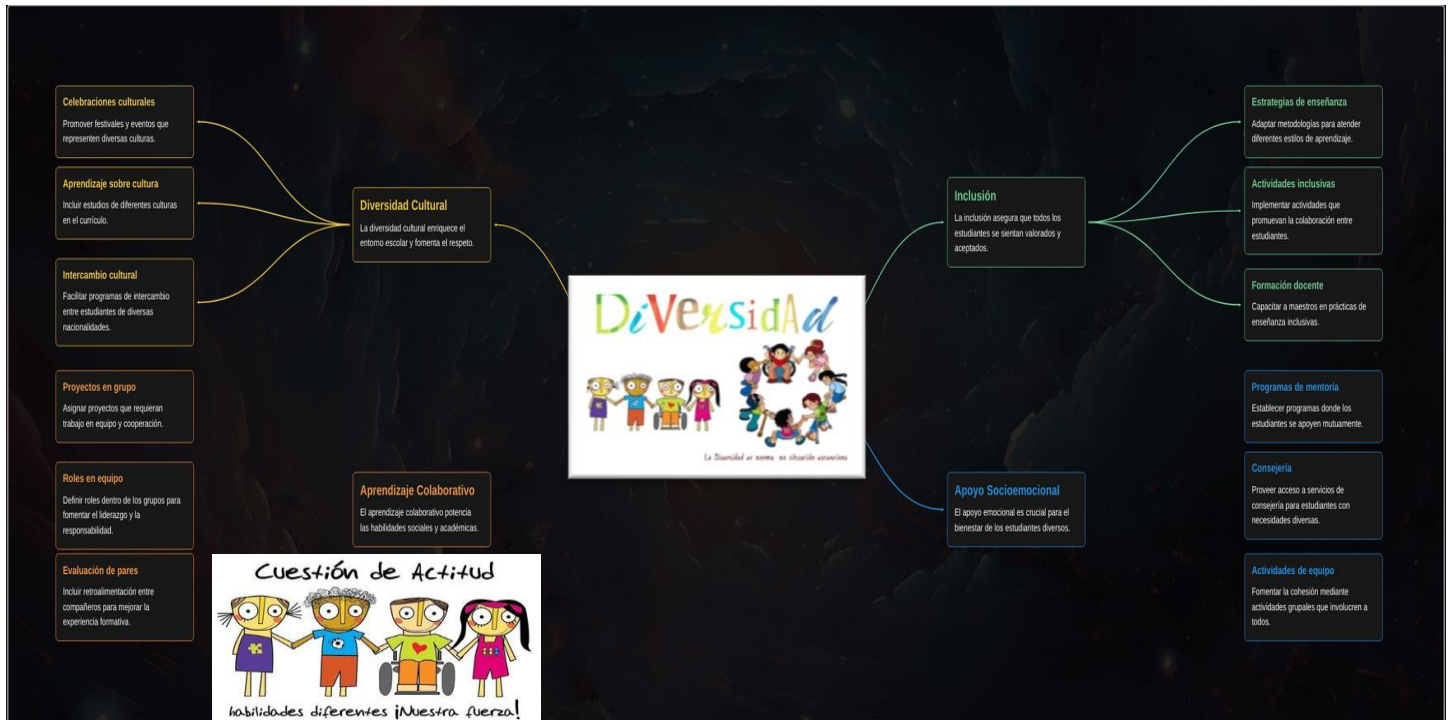 Celebraciones culturales
Promover festivales y eventos que
representen diversas culturas.
Aprendizaje sobre cultura
Incluir estudios de diferentes culturas
en el currículo.
Intercambio cultural
Facilitar programas de intercambio
entre estudiantes de diversas
nacionalidades.
Diversidad Cultural
La diversidad cultural enriquece el
entorno escolar y fomenta el respeto.
Proyectos en grupo
Asignar proyectos que requieran
trabajo en equipo y cooperación.
Roles en equipo
Definir roles dentro de los grupos para
fomentar el liderazgo y la
responsabilidad.
Evaluación de pares
Incluir retroalimentación entre
compañeros para mejorar la
experiencia formativa.
Aprendizaje Colaborativo
El aprendizaje colaborativo potencia
las habilidades sociales y académicas.
Cuestión de Actitud
habilidades diferentes ¡Nuestra fuerza!
DiVersidAd
La Diversidad es norma no situación
Inclusión
La inclusión asegura que todos los
estudiantes se sientan valorados y
aceptados.
Estrategias de enseñanza
Adaptar metodologías para atender
diferentes estilos de aprendizaje.
Actividades inclusivas
Implementar actividades que
promuevan la colaboración entre
estudiantes.
Formación docente
Capacitar a maestros en prácticas de
enseñanza inclusivas.
Apoyo Socioemocional
El apoyo emocional es crucial para el
bienestar de los estudiantes diversos.
Programas de mentoría
Establecer programas donde los
estudiantes se apoyen mutuamente.
Consejería
Proveer acceso a servicios de
consejería para estudiantes con
necesidades diversas.
Actividades de equipo
Fomentar la cohesión mediante
actividades grupales que involucren a
todos.